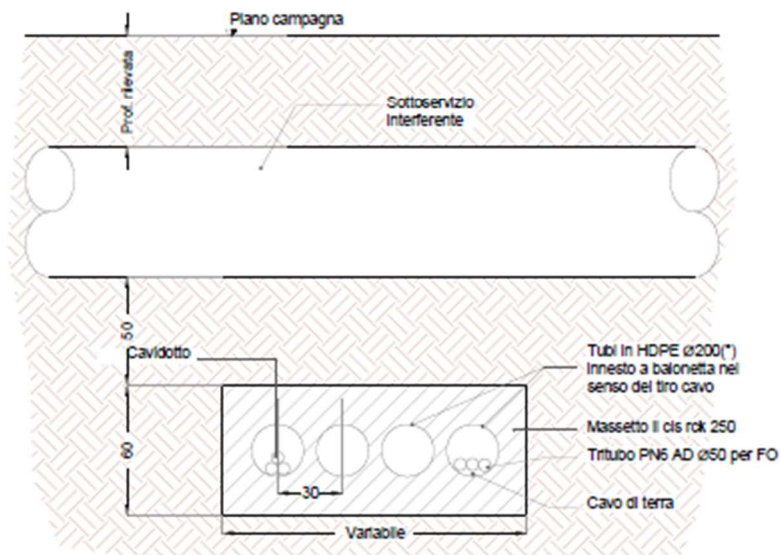 Piano campagna
Prof. rilevata
Sottoservizio
Interferente
50
Cavidotto
Tubi in HDPE Ø200(*)
Innesto a baionetta nel
senso del tiro cavo
60
Massetto il cls rck 250
Tritubo PN6 AD Ø50 per FO
30
Cavo di terra
Variabile